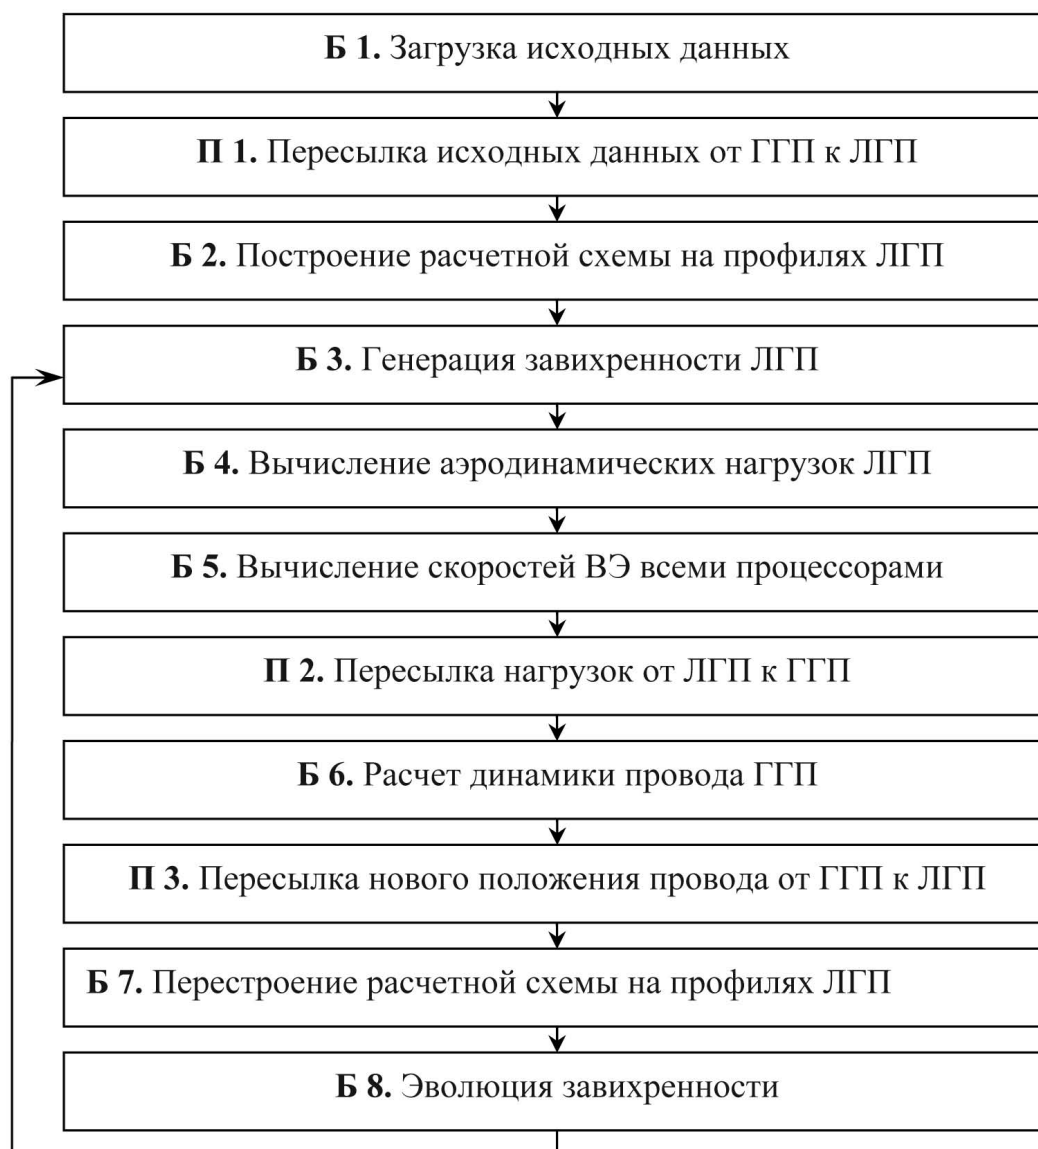 Б 1. Загрузка исходных данных
П 1. Пересылка исходных данных от ГГП к ЛГП
Б 2. Построение расчетной схемы на профилях ЛГП
Б 3. Генерация завихренности ЛГП
Б 4. Вычисление аэродинамических нагрузок ЛГП
Б 5. Вычисление скоростей ВЭ всеми процессорами
П 2. Пересылка нагрузок от ЛГП к ГГП
Б 6. Расчет динамики провода ГГП
П 3. Пересылка нового положения провода от ГГП к ЛГП
Б 7. Перестроение расчетной схемы на профилях ЛГП
Б 8. Эволюция завихренности